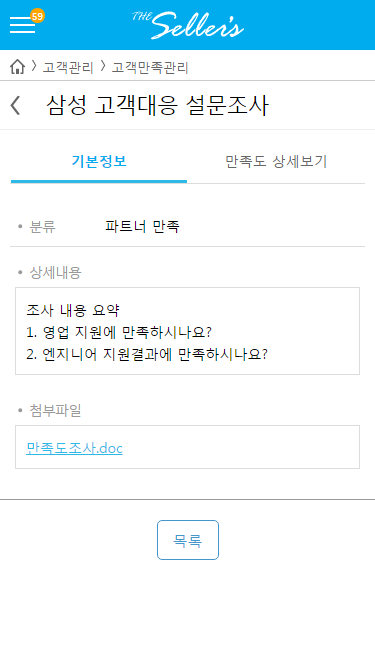 59
THE Seller's
고객관리 고객만족관리
삼성 고객대응 설문조사
기본정보 만족도 상세보기
• 분류 파트너 만족
• 상세내용
조사 내용 요약
1. 영업 지원에 만족하시나요?
2. 엔지니어 지원결과에 만족하시나요?
• 첨부파일
만족도조사.doc
목록